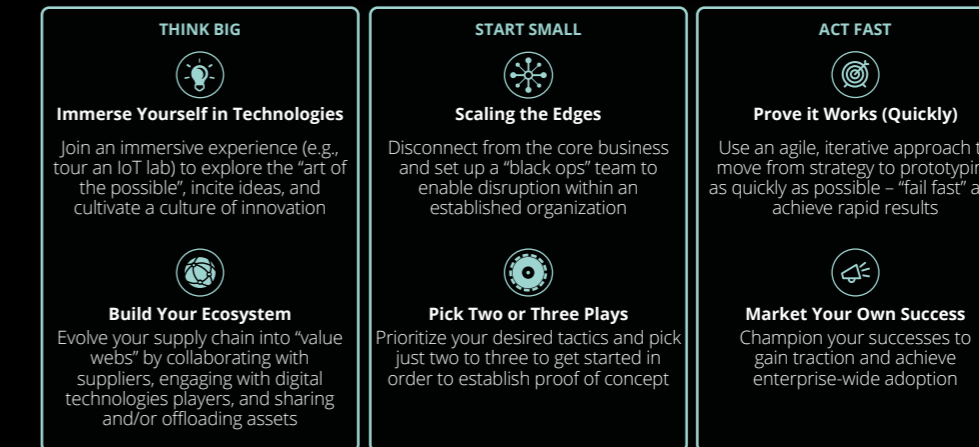 THINK BIG
Immerse Yourself in Technologies
Join an immersive experience (e.g.,
tour an IoT lab) to explore the “art of
the possible”, incite ideas, and
cultivate a culture of innovation
Build Your Ecosystem
Evolve your supply chain into “value
webs” by collaborating with
suppliers, engaging with digital
technologies players, and sharing
and/or offloading assets
START SMALL
Scaling the Edges
Disconnect from the core business
and set up a “black ops” team to
enable disruption within an
established organization
Pick Two or Three Plays
Prioritize your desired tactics and pick
just two to three to get started in
order to establish proof of concept
ACT FAST
Prove it Works (Quickly)
Use an agile, iterative approach
move from strategy to
as quickly as possible – “fail fast”
achieve rapid results
Market Your Own Success
Champion your successes to
gain traction and achieve
enterprise-wide adoption